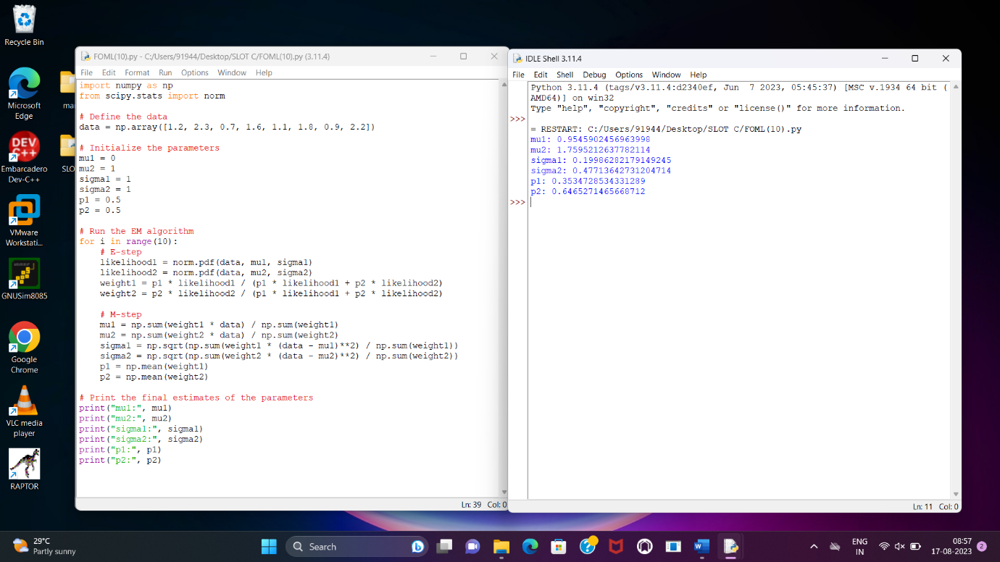 Recycle Bin
Microsoft
Edge
Embarcadero
Dev-C++
VMware
Workstati...
GNUSim8085
Google
Chrome
VLC media
player
RAPTOR
DEV
C++
FOML(10).py - C:/Users/91944/Desktop/SLOT C/FOML(10).py (3.11.4)
File Edit Format Run Options Window Help
import numpy as np
from scipy.stats import norm
# Define the data
data = np.array([1.2, 2.3, 0.7, 1.6, 1.1, 1.8, 0.9, 2.2])
# Initialize the parameters
mu1 = 0
mu2 = 1
sigma1 = 1
sigma2 = 1
p1 = 0.5
p2 = 0.5
# Run the EM algorithm
for i in range(10):
# E-step
likelihood1 = norm.pdf(data, mu1, sigma1)
likelihood2 = norm.pdf(data, mu2, sigma2)
weight1 = p1 * likelihood1 / (p1 * likelihood1 + p2 * likelihood2)
weight2 = p2 * likelihood2 / (p1 * likelihood1 + p2 * likelihood2)
# M-step
mu1 = np.sum(weight1 * data) / np.sum(weight1)
mu2 = np.sum(weight2 * data) / np.sum(weight2)
sigma1 = np.sqrt(np.sum(weight1 * (data - mu1)**2) / np.sum(weight1))
sigma2 = np.sqrt(np.sum(weight2 * (data - mu2)**2) / np.sum(weight2))
p1 = np.mean(weight1)
p2 = np.mean(weight2)
# Print the final estimates of the parameters
print("mu1:", mu1)
print("mu2:", mu2)
print("sigma1:", sigma1)
print("sigma2:", sigma2)
print("p1:", p1)
print("p2:", p2)
Ln: 39 Col: 0
IDLE Shell 3.11.4
File Edit Shell Debug Options Window Help
Python 3.11.4 (tags/v3.11.4:d2340ef, Jun 7 2023, 05:45:37) [MSC v.1934 64 bit (
AMD64)] on win32
Type "help", "copyright", "credits" or "license()" for more information.
>>>
= RESTART: C:/Users/91944/Desktop/SLOT C/FOML(10).py
mu1: 0.9545902456963998
mu2: 1.7595212637782114
sigma1: 0.19986282179149245
sigma2: 0.47713642731204714
p1: 0.3534728534331289
p2: 0.6465271465668712
>>>
Ln: 11 Col: 0
29°C
Partly sunny
Search
ENG
IN
08:57
17-08-2023
2